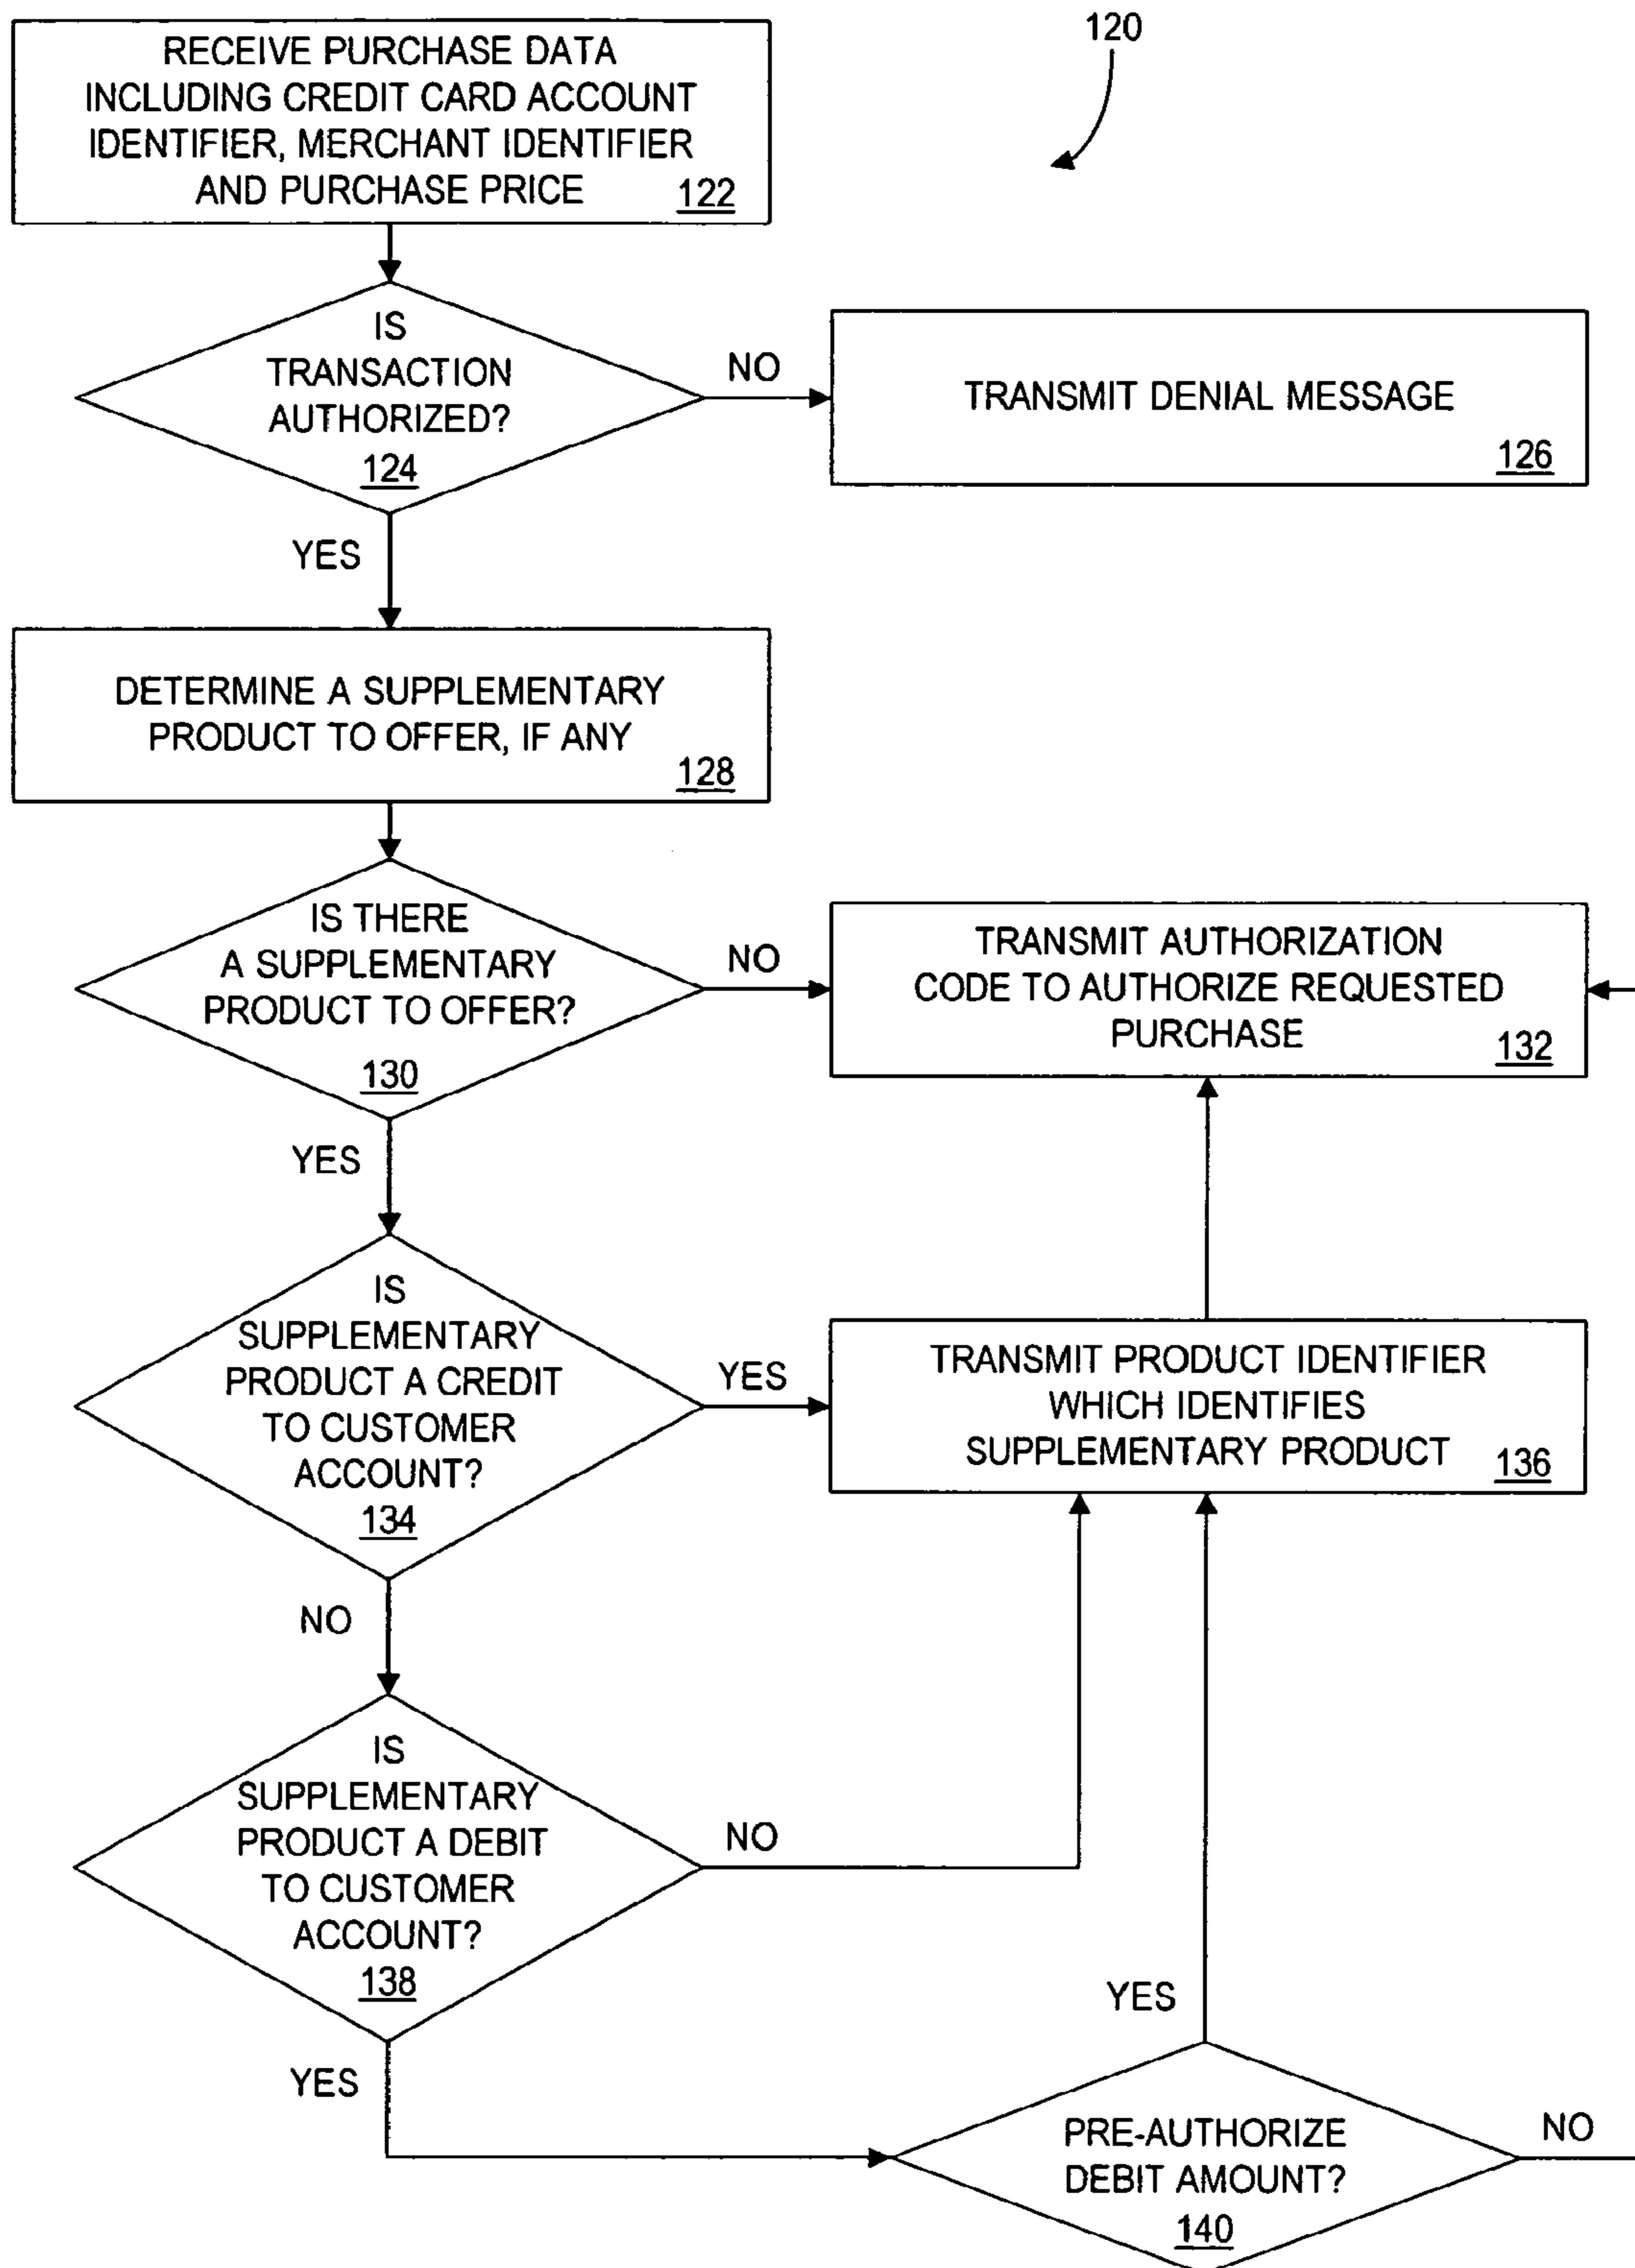 120
RECEIVE PURCHASE DATA
INCLUDING CREDIT CARD ACCOUNT
IDENTIFIER, MERCHANT IDENTIFIER
AND PURCHASE PRICE
122
IS
TRANSACTION
AUTHORIZED?
124
NO
TRANSMIT DENIAL MESSAGE
126
YES
DETERMINE A SUPPLEMENTARY
PRODUCT TO OFFER, IF ANY
128
IS THERE
A SUPPLEMENTARY
PRODUCT TO OFFER?
130
NO
TRANSMIT AUTHORIZATION
CODE TO AUTHORIZE REQUESTED
PURCHASE
132
YES
IS
SUPPLEMENTARY
PRODUCT A CREDIT
TO CUSTOMER
ACCOUNT?
134
YES
TRANSMIT PRODUCT IDENTIFIER
WHICH IDENTIFIES
SUPPLEMENTARY PRODUCT
136
NO
IS
SUPPLEMENTARY
PRODUCT A DEBIT
TO CUSTOMER
ACCOUNT?
138
NO
YES
YES
PRE-AUTHORIZE
DEBIT AMOUNT?
140
NO